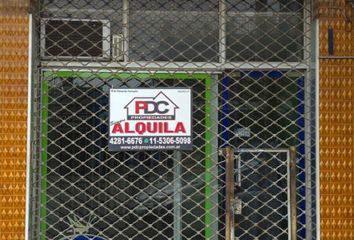 PDC
PROPIEDADES
ALQUILA
4281-6676 11-5306-5098
www.pdcpropiedades.com.ar